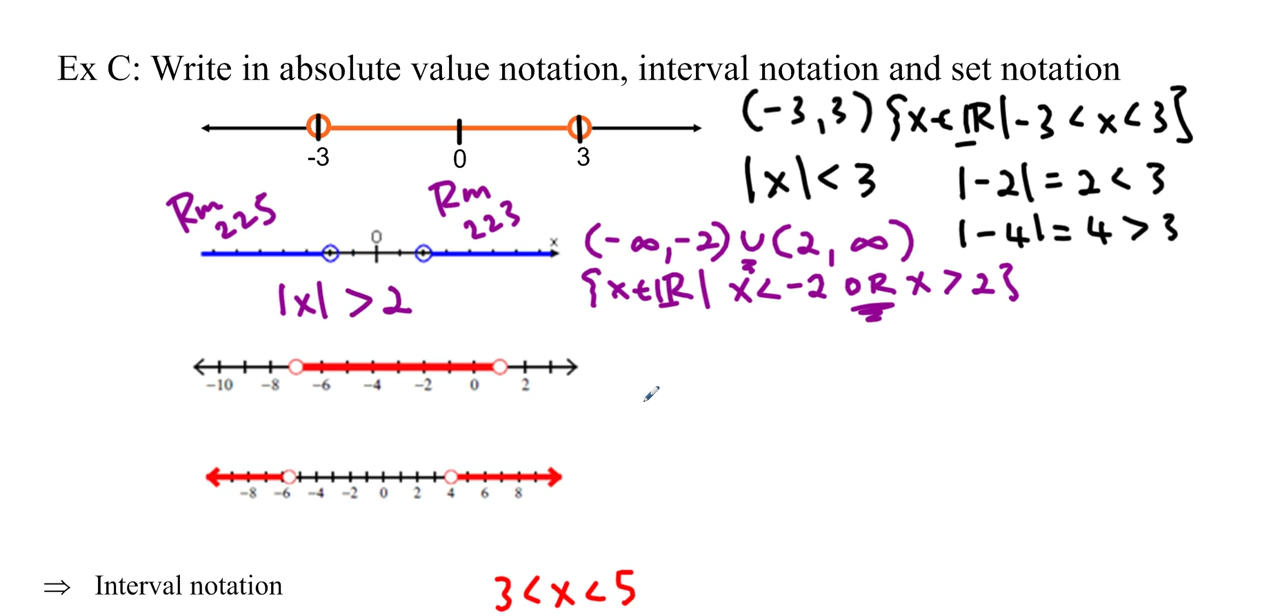 Ex C: Write in absolute value notation, interval notation and set notation
(-3,3) {x∈ℝ|-3<x<3}
-3 0 3
|x|<3 |-2|=2<3
Rm 225 Rm 223
|-4|=4>3
0 x
(-∞,-2)∪(2,∞)
{x∈ℝ| x<-2 OR x>2}
|x|>2
-10 -8 -6 -4 -2 0 2
-8 -6 -4 -2 0 2 4 6 8
⇒ Interval notation 3<x<5